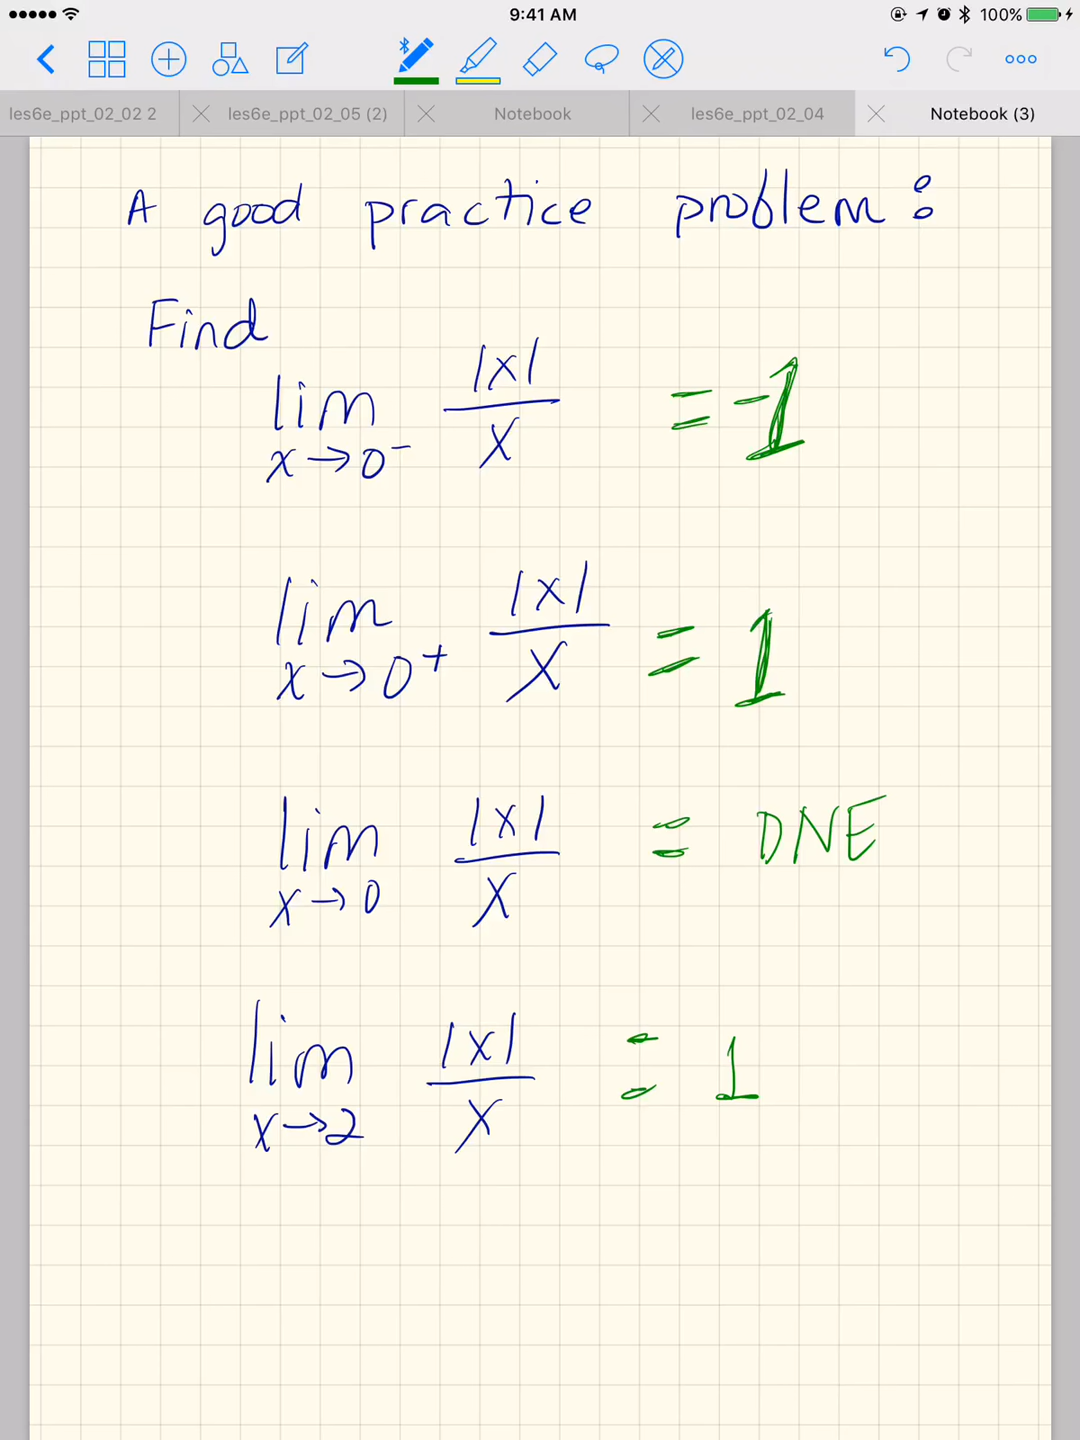 9:41 AM 100%
les6e_ppt_02_02 2 les6e_ppt_02_05 (2) Notebook les6e_ppt_02_04 Notebook (3)
A good practice problem:
Find
lim x→0⁻ |x|/x = -1
lim x→0⁺ |x|/x = 1
lim x→0 |x|/x = DNE
lim x→2 |x|/x = 1